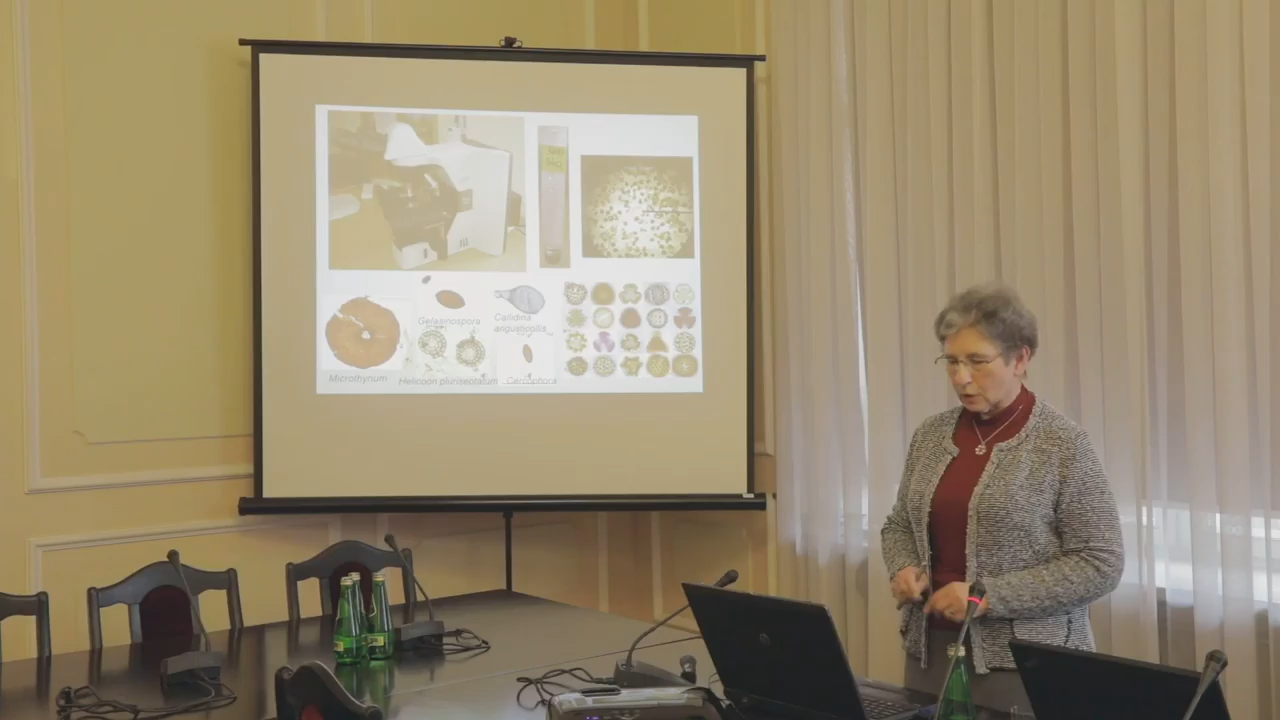 Gelasinospora
Callidina
angusticollis
Microthyrium
Helicoon pluriseptatum
Cercophora